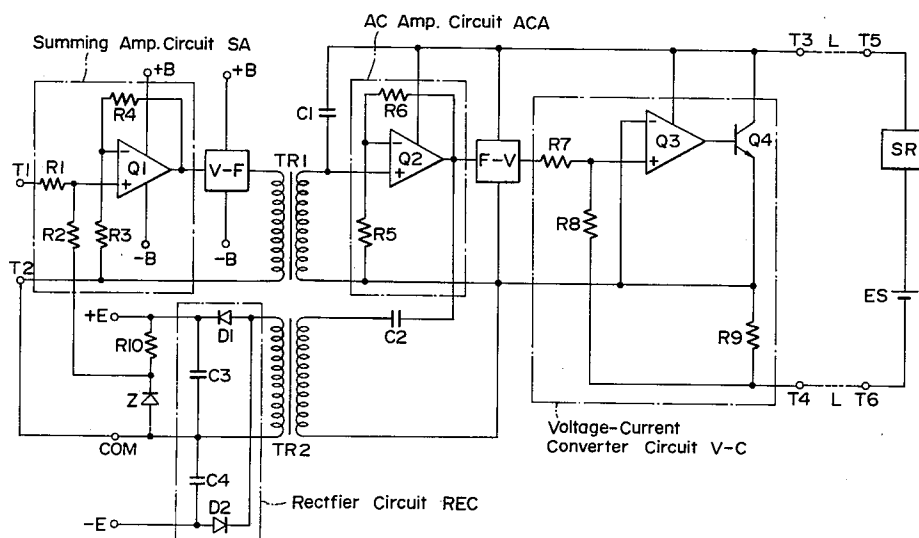 AC Amp. Circuit ACA
Summing Amp. Circuit SA
+B
+B
T3 L T5
R4
C1
R6
R7
Q3
Q4
T1
R1
Q1
V-F
TR1
Q2
F-V
SR
R2
R3
R5
R8
-B
-B
T2
ES
+E
D1
C2
R9
R10
C3
Z
T4 L T6
COM
TR2
Voltage-Current
Converter Circuit V-C
C4
D2
Rectfier Circuit REC
-E